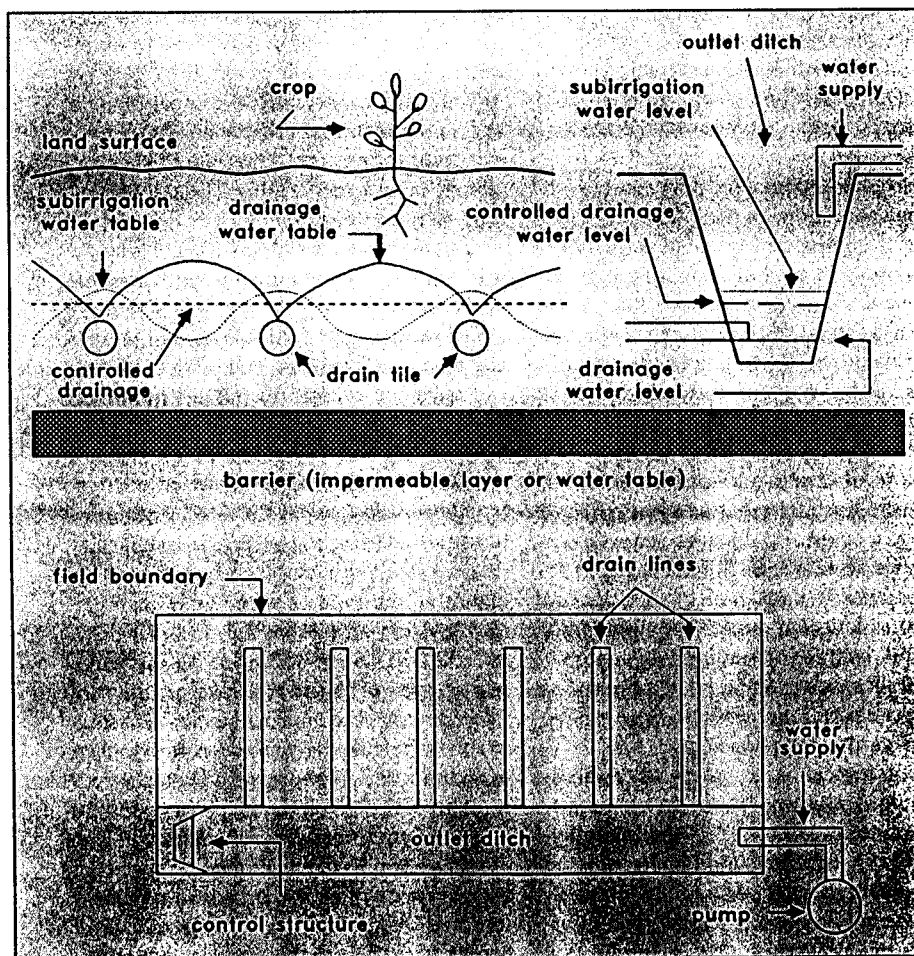 outlet ditch
crop
water
supply
subirrigation
water level
land surface
subirrigation
water table
drainage
water table
controlled drainage
water level
controlled
drainage
drain tile
drainage
water level
barrier (impermeable layer or water table)
field boundary
drain lines
water
supply
outlet ditch
control structure
pump